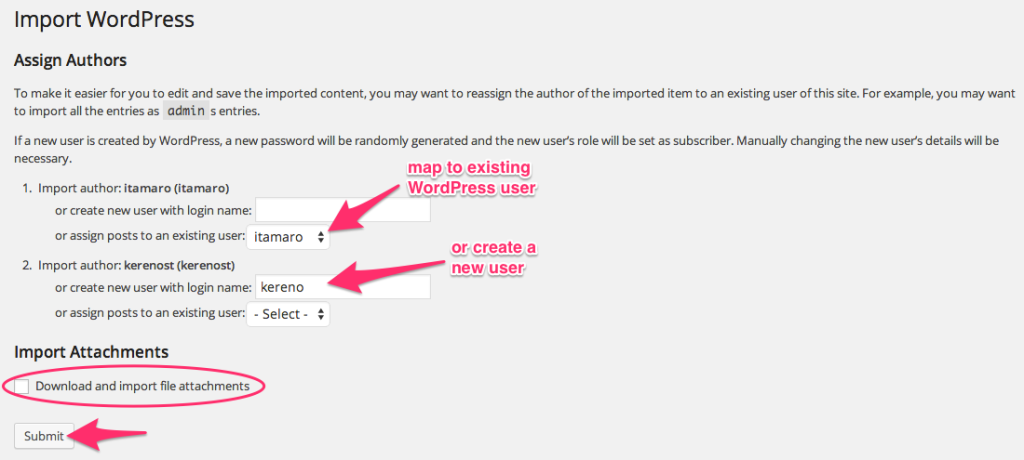 Import WordPress
Assign Authors
To make it easier for you to edit and save the imported content, you may want to reassign the author of the imported item to an existing user of this site. For example, you may want
to import all the entries as admin s entries.
If a new user is created by WordPress, a new password will be randomly generated and the new user's role will be set as subscriber. Manually changing the new user's details will be
necessary.
map to existing
WordPress user
1. Import author: itamaro (itamaro)
or create new user with login name:
or assign posts to an existing user: itamaro
or create a
new user
2. Import author: kerenost (kerenost)
or create new user with login name: kereno
or assign posts to an existing user: - Select -
Import Attachments
Download and import file attachments
Submit